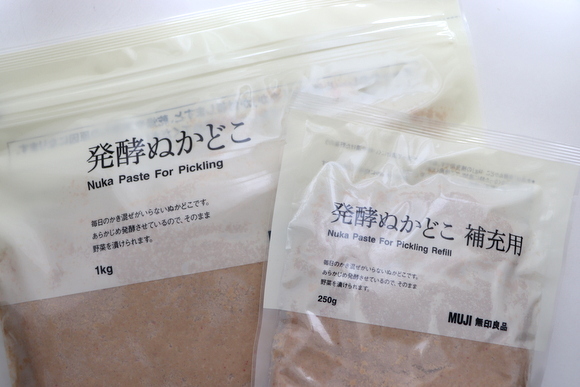 発酵ぬかどこ
Nuka Paste For Pickling
毎日のかき混ぜがいらないぬかどこです。
あらかじめ発酵させているので、そのまま
野菜を漬けられます。
1kg
発酵ぬかどこ 補充用
Nuka Paste For Pickling Refill
毎日のかき混ぜがいらないぬかどこです。
あらかじめ発酵させているので、そのまま
野菜を漬けられます。
250g
MUJI 無印良品